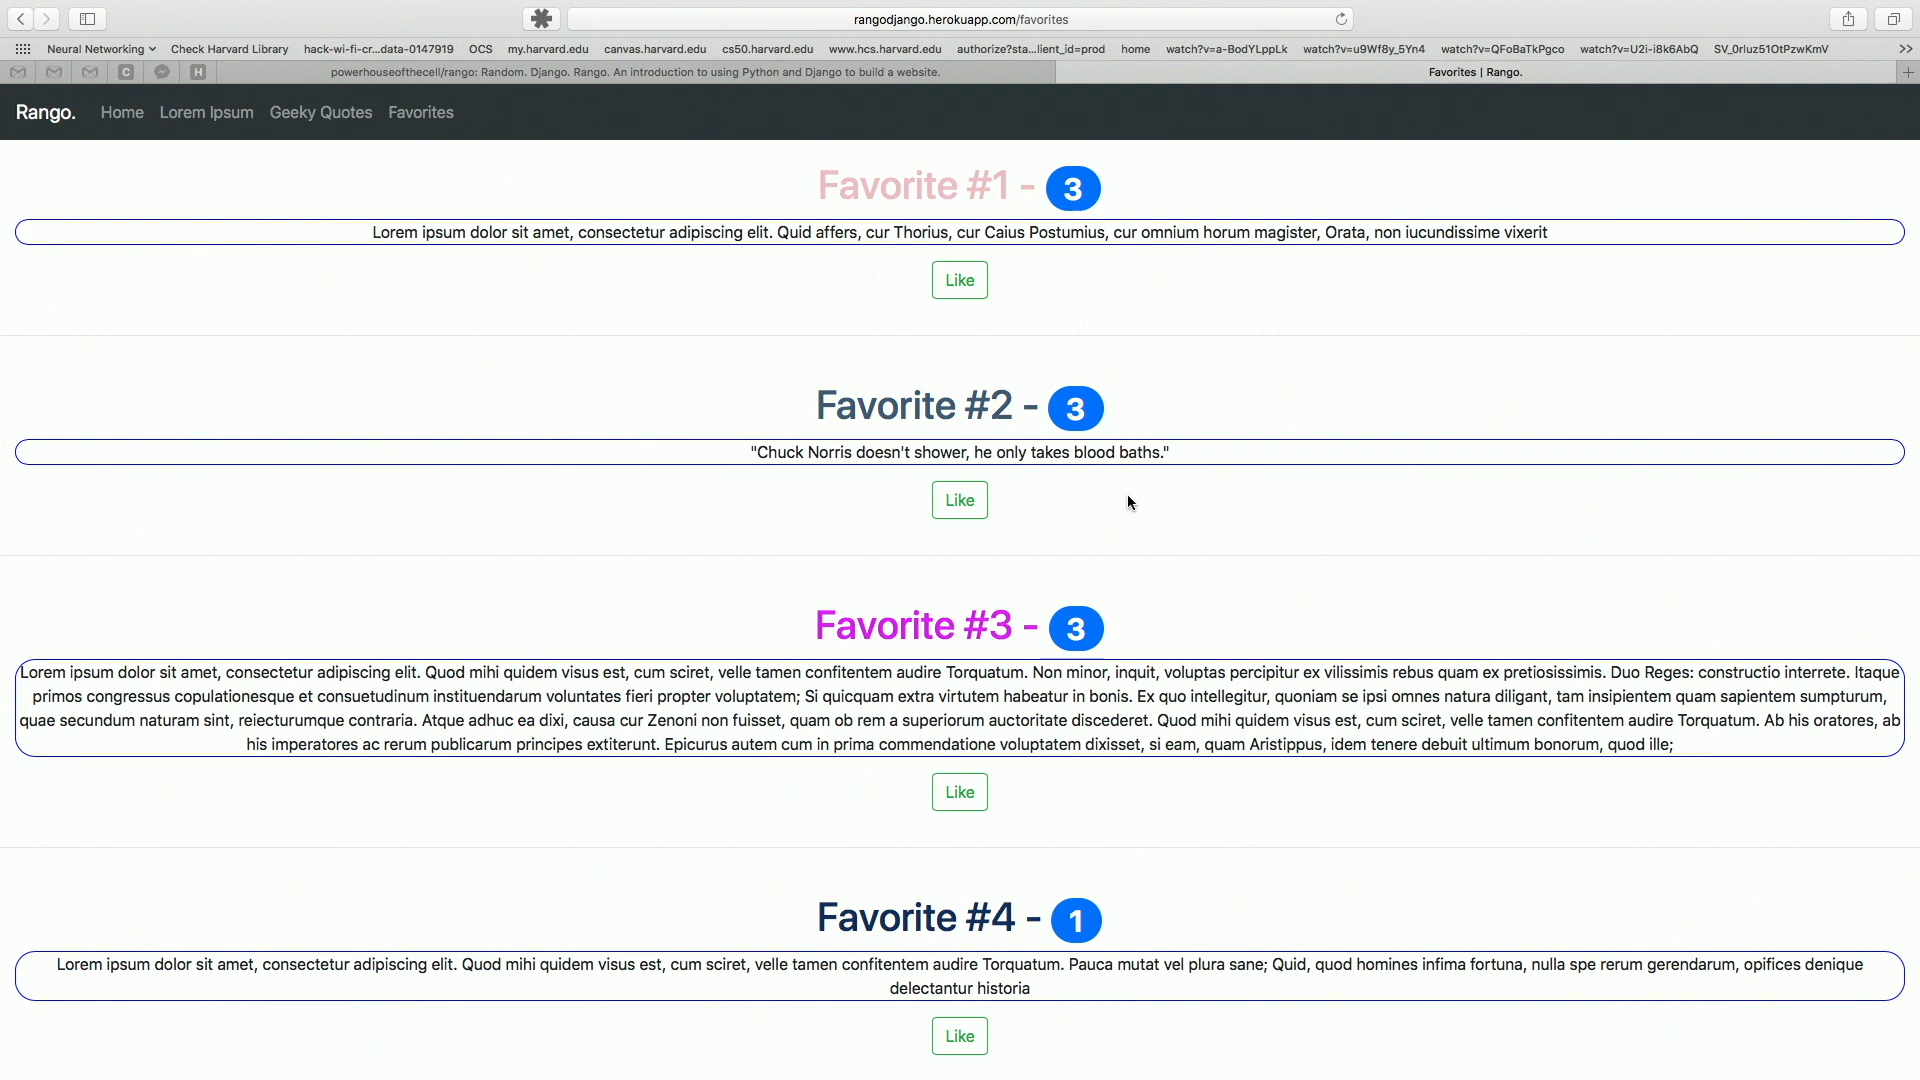 rangodjango.herokuapp.com/favorites
Neural Networking Check Harvard Library hack-wi-fi-cr...data-0147919 OCS my.harvard.edu canvas.harvard.edu cs50.harvard.edu www.hcs.harvard.edu authorize?sta...lient_id=prod home watch?v=a-BodYLppLk watch?v=u9Wf8y_5Yn4 watch?v=QFoBaTkPgco watch?v=U2i-i8k6AbQ SV_0rluz51OtPzwKmV
C H powerhouseofthecell/rango: Random. Django. Rango. An introduction to using Python and Django to build a website. Favorites | Rango.
Rango. Home Lorem Ipsum Geeky Quotes Favorites
Favorite #1 - 3
Lorem ipsum dolor sit amet, consectetur adipiscing elit. Quid affers, cur Thorius, cur Caius Postumius, cur omnium horum magister, Orata, non iucundissime vixerit
Like
Favorite #2 - 3
"Chuck Norris doesn't shower, he only takes blood baths."
Like
Favorite #3 - 3
Lorem ipsum dolor sit amet, consectetur adipiscing elit. Quod mihi quidem visus est, cum sciret, velle tamen confitentem audire Torquatum. Non minor, inquit, voluptas percipitur ex vilissimis rebus quam ex pretiosissimis. Duo Reges: constructio interrete. Itaque
primos congressus copulationesque et consuetudinum instituendarum voluntates fieri propter voluptatem; Si quicquam extra virtutem habeatur in bonis. Ex quo intellegitur, quoniam se ipsi omnes natura diligant, tam insipientem quam sapientem sumpturum,
quae secundum naturam sint, reiecturumque contraria. Atque adhuc ea dixi, causa cur Zenoni non fuisset, quam ob rem a superiorum auctoritate discederet. Quod mihi quidem visus est, cum sciret, velle tamen confitentem audire Torquatum. Ab his oratores, ab
his imperatores ac rerum publicarum principes extiterunt. Epicurus autem cum in prima commendatione voluptatem dixisset, si eam, quam Aristippus, idem tenere debuit ultimum bonorum, quod ille;
Like
Favorite #4 - 1
Lorem ipsum dolor sit amet, consectetur adipiscing elit. Quod mihi quidem visus est, cum sciret, velle tamen confitentem audire Torquatum. Pauca mutat vel plura sane; Quid, quod homines infima fortuna, nulla spe rerum gerendarum, opifices denique
delectantur historia
Like